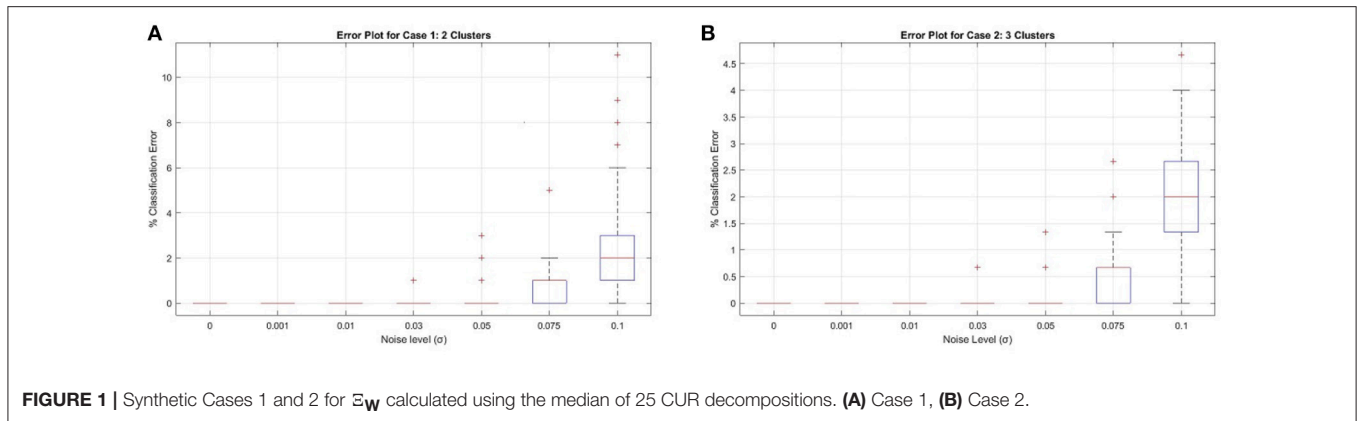 A
Error Plot for Case 1: 2 Clusters
% Classification Error
10
8
6
4
2
0
0 0.001 0.01 0.03 0.05 0.075 0.1
Noise level (σ)
B
Error Plot for Case 2: 3 Clusters
% Classification Error
4.5
4
3.5
3
2.5
2
1.5
1
0.5
0
0 0.001 0.01 0.03 0.05 0.075 0.1
Noise Level (σ)
FIGURE 1 | Synthetic Cases 1 and 2 for Ξ_W calculated using the median of 25 CUR decompositions. (A) Case 1, (B) Case 2.